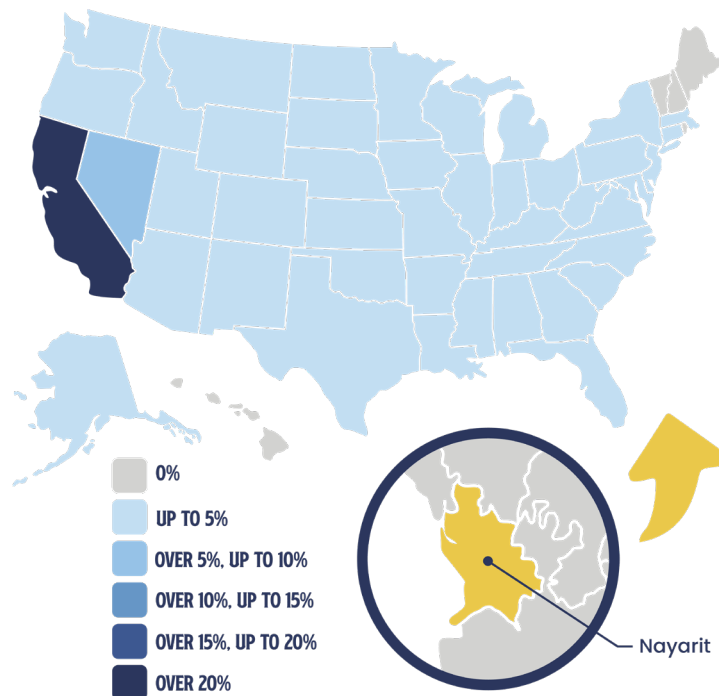 0%
UP TO 5%
OVER 5%, UP TO 10%
OVER 10%, UP TO 15%
OVER 15%, UP TO 20%
OVER 20%
Nayarit